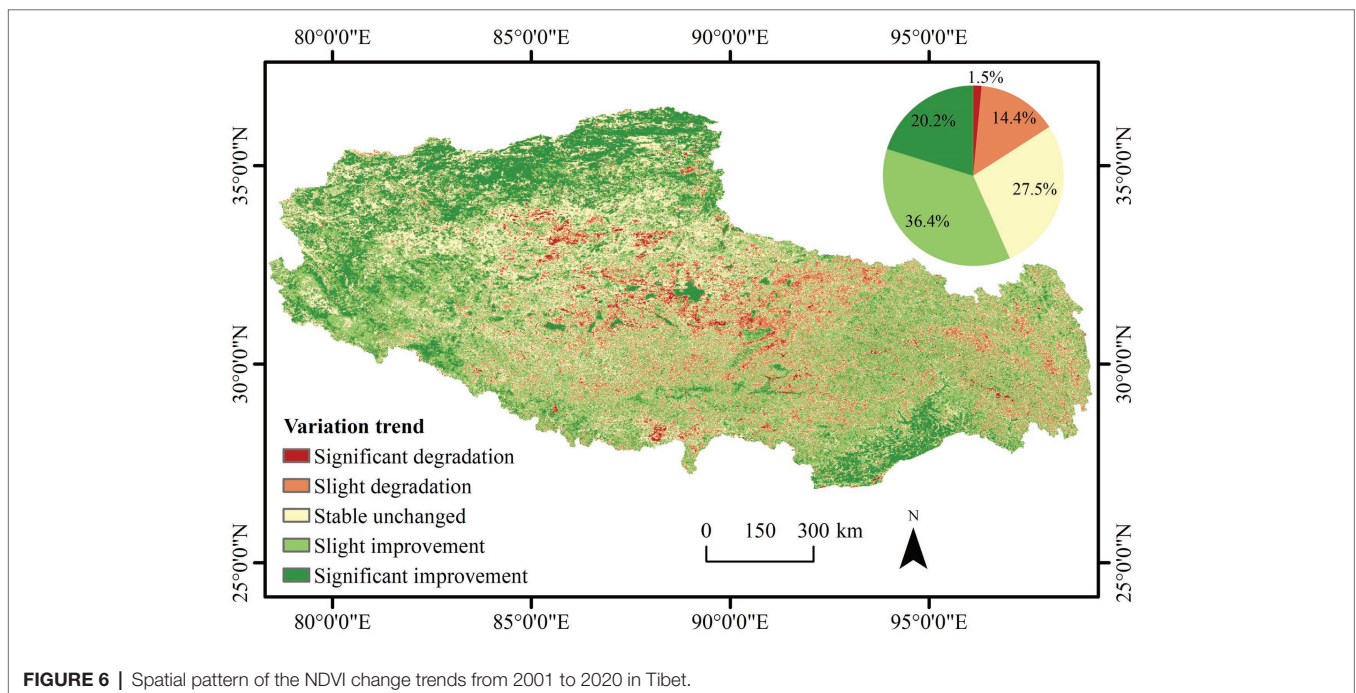 80°0'0"E 85°0'0"E 90°0'0"E 95°0'0"E
1.5%
20.2% 14.4%
27.5%
36.4%
35°0'0"N 35°0'0"N
30°0'0"N 30°0'0"N
25°0'0"N 25°0'0"N
Variation trend
Significant degradation
Slight degradation
Stable unchanged
Slight improvement
Significant improvement
0 150 300 km
N
80°0'0"E 85°0'0"E 90°0'0"E 95°0'0"E
FIGURE 6 | Spatial pattern of the NDVI change trends from 2001 to 2020 in Tibet.